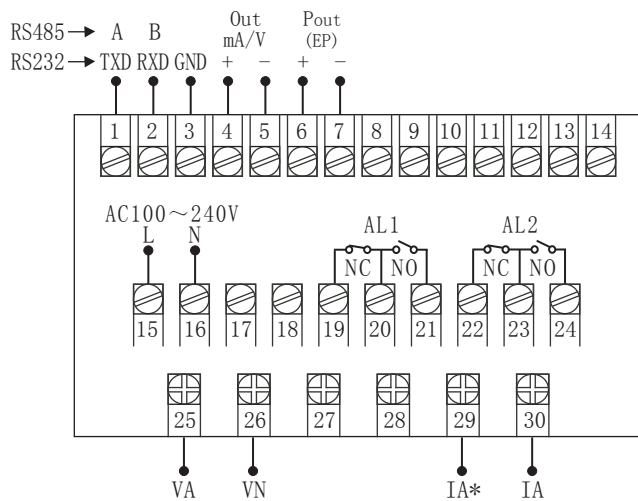 RS485 A B Out Pout
mA/V (EP)
RS232 TXD RXD GND + − + −
1 2 3 4 5 6 7 8 9 10 11 12 13 14
AC100～240V AL1 AL2
L N NC NO NC NO
15 16 17 18 19 20 21 22 23 24
25 26 27 28 29 30
VA VN IA* IA